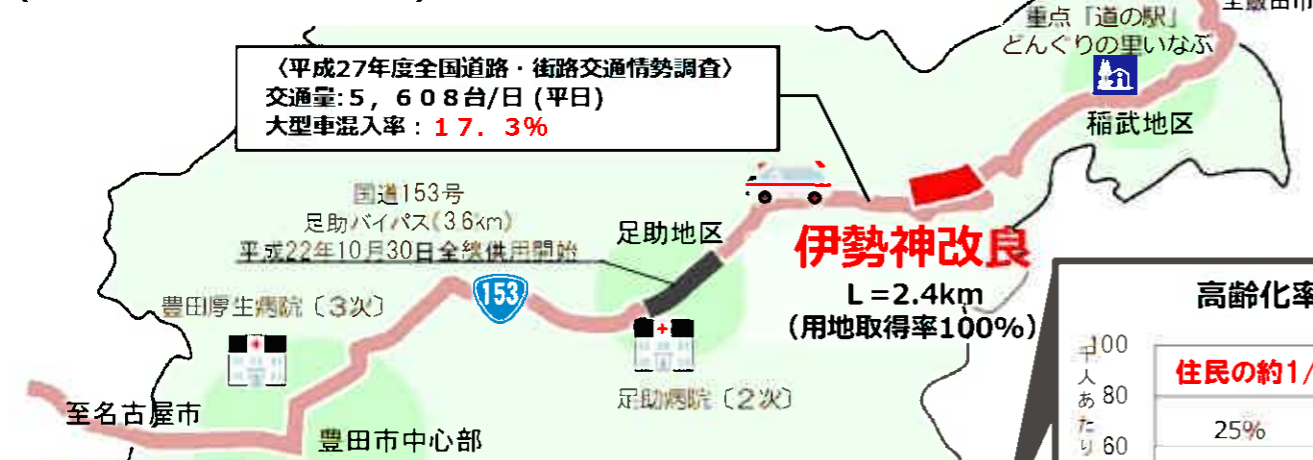 重点「道の駅」
どんぐりの里いなぶ
稲武地区
〈平成27年度全国道路・街路交通情勢調査〉
交通量:5,608台/日 (平日)
大型車混入率：17.3%
国道153号
足助バイパス(3.6km)
平成22年10月30日全線供用開始
足助地区
伊勢神改良
L=2.4km
(用地取得率100%)
153
豊田厚生病院〔3次〕
足助病院〔2次〕
至名古屋市
豊田市中心部
高齢化率
千人あたり
100
住民の約1/
80
25%
60